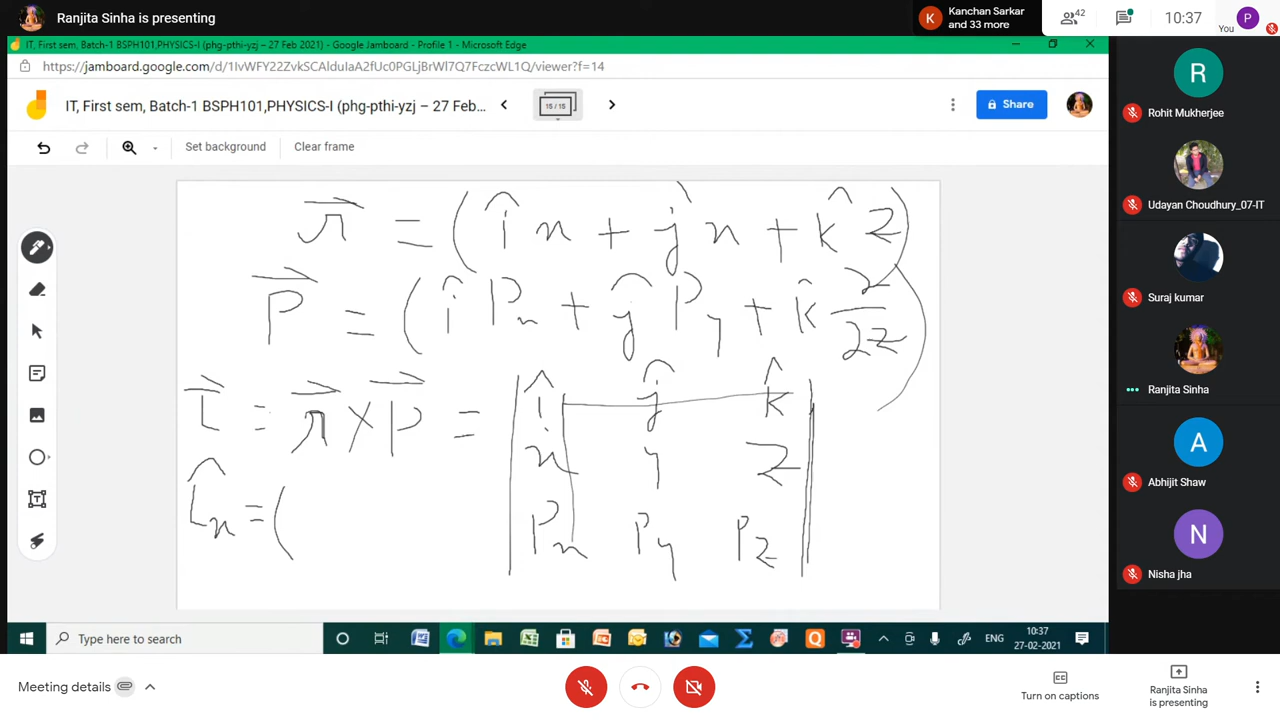 Ranjita Sinha is presenting
Kanchan Sarkar
and 33 more
42
10:37
You
IT, First sem, Batch-1 BSPH101,PHYSICS-I (phg-pthi-yzj – 27 Feb 2021) - Google Jamboard - Profile 1 - Microsoft Edge
https://jamboard.google.com/d/1IvWFY22ZvkSCAlduIaA2fUc0PGLjBrWl7Q7FczcWL1Q/viewer?f=14
IT, First sem, Batch-1 BSPH101,PHYSICS-I (phg-pthi-yzj – 27 Feb...
15 / 15
Share
Set background
Clear frame
r⃗ = (î x + ĵ x + k̂ z)
P⃗ = (î Px + ĵ Py + k̂ ∂/∂z)
L⃗ = r⃗ × P⃗ = | î ĵ k̂
x y z
Px Py Pz |
L̂x = (
R
Rohit Mukherjee
Udayan Choudhury_07-IT
Suraj kumar
Ranjita Sinha
A
Abhijit Shaw
N
Nisha jha
Type here to search
ENG
10:37
27-02-2021
Meeting details
Turn on captions
Ranjita Sinha
is presenting